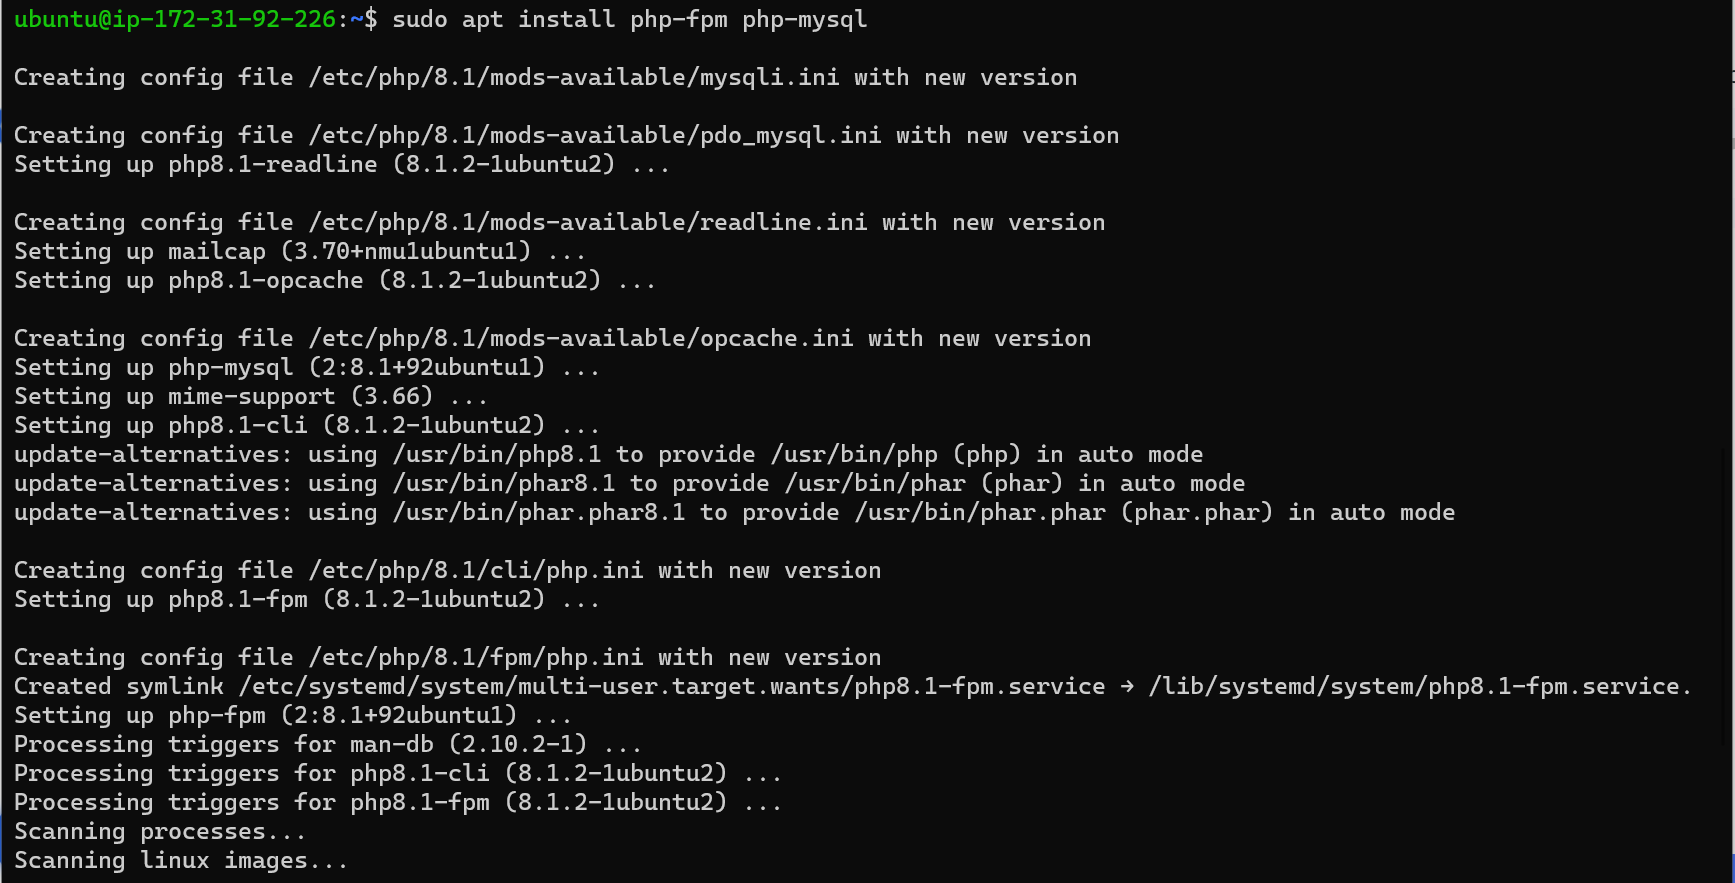 ubuntu@ip-172-31-92-226:~$ sudo apt install php-fpm php-mysql
Creating config file /etc/php/8.1/mods-available/mysqli.ini with new version
Creating config file /etc/php/8.1/mods-available/pdo_mysql.ini with new version
Setting up php8.1-readline (8.1.2-1ubuntu2) ...
Creating config file /etc/php/8.1/mods-available/readline.ini with new version
Setting up mailcap (3.70+nmu1ubuntu1) ...
Setting up php8.1-opcache (8.1.2-1ubuntu2) ...
Creating config file /etc/php/8.1/mods-available/opcache.ini with new version
Setting up php-mysql (2:8.1+92ubuntu1) ...
Setting up mime-support (3.66) ...
Setting up php8.1-cli (8.1.2-1ubuntu2) ...
update-alternatives: using /usr/bin/php8.1 to provide /usr/bin/php (php) in auto mode
update-alternatives: using /usr/bin/phar8.1 to provide /usr/bin/phar (phar) in auto mode
update-alternatives: using /usr/bin/phar.phar8.1 to provide /usr/bin/phar.phar (phar.phar) in auto mode
Creating config file /etc/php/8.1/cli/php.ini with new version
Setting up php8.1-fpm (8.1.2-1ubuntu2) ...
Creating config file /etc/php/8.1/fpm/php.ini with new version
Created symlink /etc/systemd/system/multi-user.target.wants/php8.1-fpm.service → /lib/systemd/system/php8.1-fpm.service.
Setting up php-fpm (2:8.1+92ubuntu1) ...
Processing triggers for man-db (2.10.2-1) ...
Processing triggers for php8.1-cli (8.1.2-1ubuntu2) ...
Processing triggers for php8.1-fpm (8.1.2-1ubuntu2) ...
Scanning processes...
Scanning linux images...